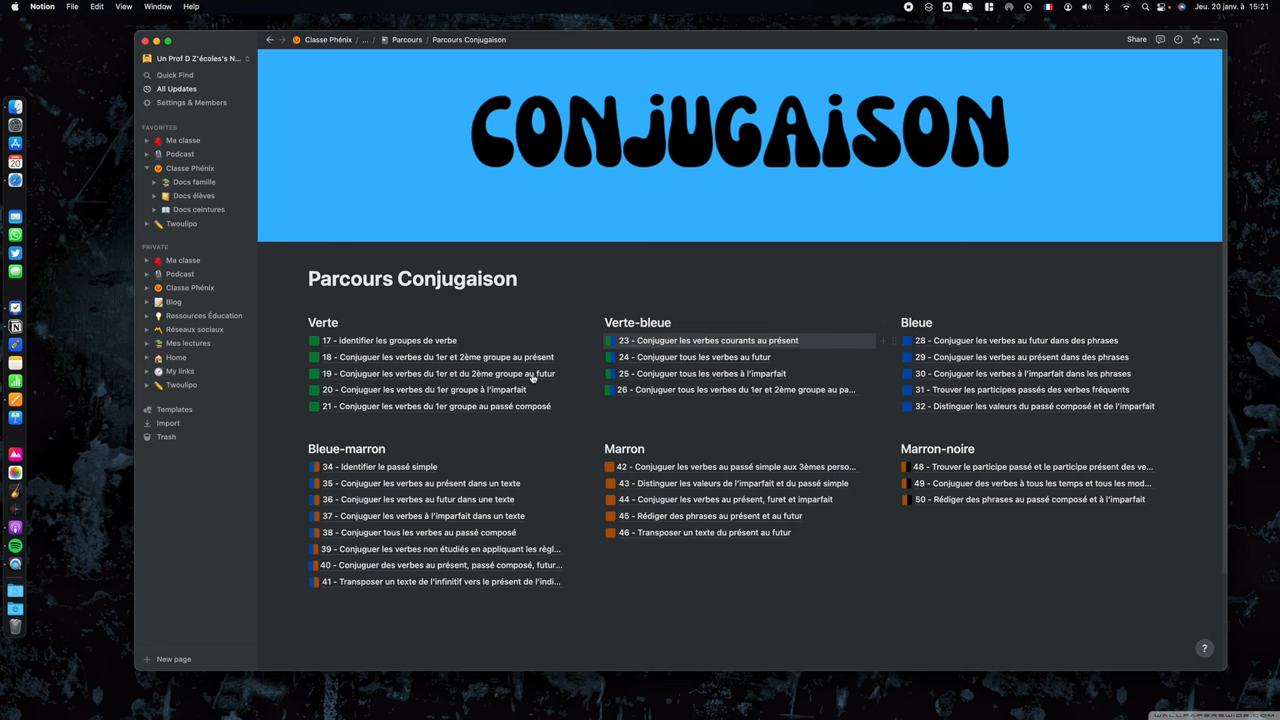 Notion File Edit View Window Help
Jeu. 20 janv. à 15:21
Classe Phénix / ... / Parcours / Parcours Conjugaison
Share
Un Prof D Z'écoles's N...
Quick Find
All Updates
Settings & Members
FAVORITES
Ma classe
Podcast
Classe Phénix
Docs famille
Docs élèves
Docs ceintures
Twoulipo
PRIVATE
Ma classe
Podcast
Classe Phénix
Blog
Ressources Éducation
Réseaux sociaux
Mes lectures
Home
My links
Twoulipo
Templates
Import
Trash
New page
20
CONJUGAiSON
Parcours Conjugaison
Verte
17 - identifier les groupes de verbe
18 - Conjuguer les verbes du 1er et 2ème groupe au présent
19 - Conjuguer les verbes du 1er et du 2ème groupe au futur
20 - Conjuguer les verbes du 1er groupe à l'imparfait
21 - Conjuguer les verbes du 1er groupe au passé composé
Verte-bleue
23 - Conjuguer les verbes courants au présent
24 - Conjuguer tous les verbes au futur
25 - Conjuguer tous les verbes à l'imparfait
26 - Conjuguer tous les verbes du 1er et 2ème groupe au pa...
Bleue
28 - Conjuguer les verbes au futur dans des phrases
29 - Conjuguer les verbes au présent dans des phrases
30 - Conjuguer les verbes à l'imparfait dans les phrases
31 - Trouver les participes passés des verbes fréquents
32 - Distinguer les valeurs du passé composé et de l'imparfait
Bleue-marron
34 - Identifier le passé simple
35 - Conjuguer les verbes au présent dans un texte
36 - Conjuguer les verbes au futur dans une texte
37 - Conjuguer les verbes à l'imparfait dans un texte
38 - Conjuguer tous les verbes au passé composé
39 - Conjuguer les verbes non étudiés en appliquant les règl...
40 - Conjuguer des verbes au présent, passé composé, futur...
41 - Transposer un texte de l'infinitif vers le présent de l'indi...
Marron
42 - Conjuguer les verbes au passé simple aux 3èmes perso...
43 - Distinguer les valeurs de l'imparfait et du passé simple
44 - Conjuguer les verbes au présent, furet et imparfait
45 - Rédiger des phrases au présent et au futur
46 - Transposer un texte du présent au futur
Marron-noire
48 - Trouver le participe passé et le participe présent des ve...
49 - Conjuguer des verbes à tous les temps et tous les mod...
50 - Rédiger des phrases au passé composé et à l'imparfait
?
WALLPAPERSWIDE.COM